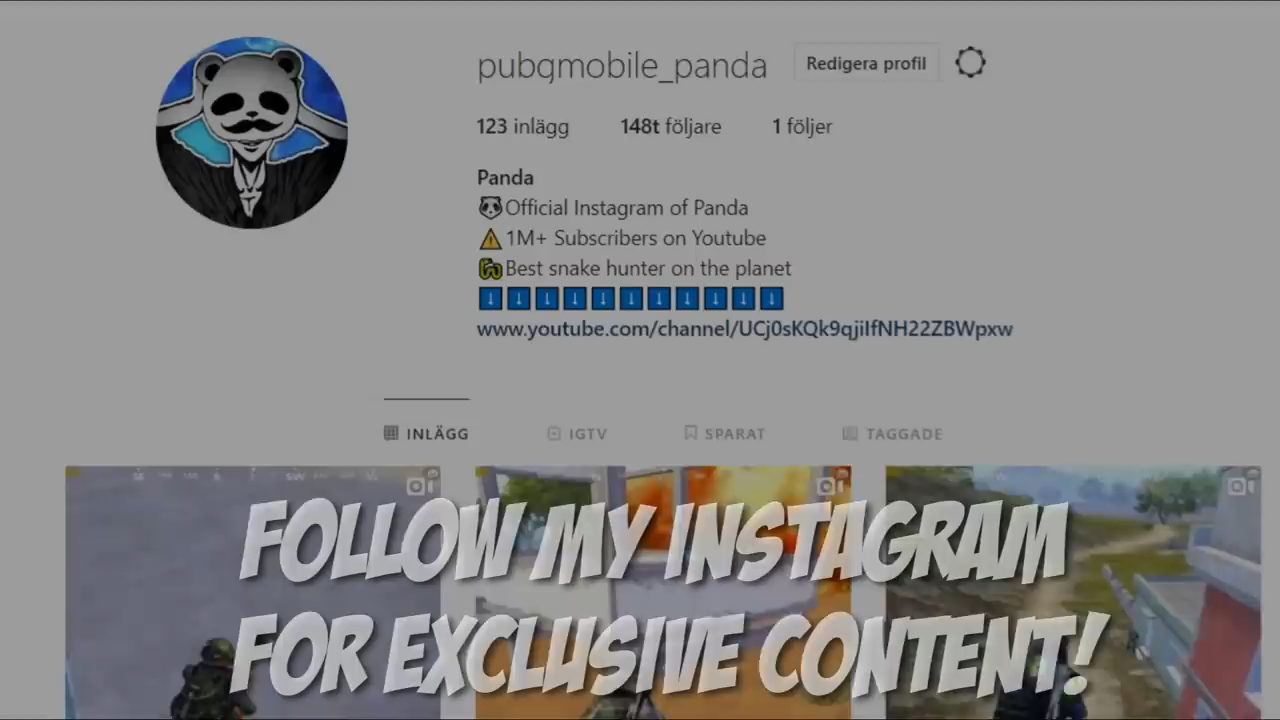 pubgmobile_panda Redigera profil
123 inlägg 148t följare 1 följer
Panda
🐼Official Instagram of Panda
⚠️1M+ Subscribers on Youtube
🐍Best snake hunter on the planet
⬇️⬇️⬇️⬇️⬇️⬇️⬇️⬇️⬇️⬇️⬇️
www.youtube.com/channel/UCj0sKQk9qjiIfNH22ZBWpxw
INLÄGG IGTV SPARAT TAGGADE
FOLLOW MY INSTAGRAM
FOR EXCLUSIVE CONTENT!